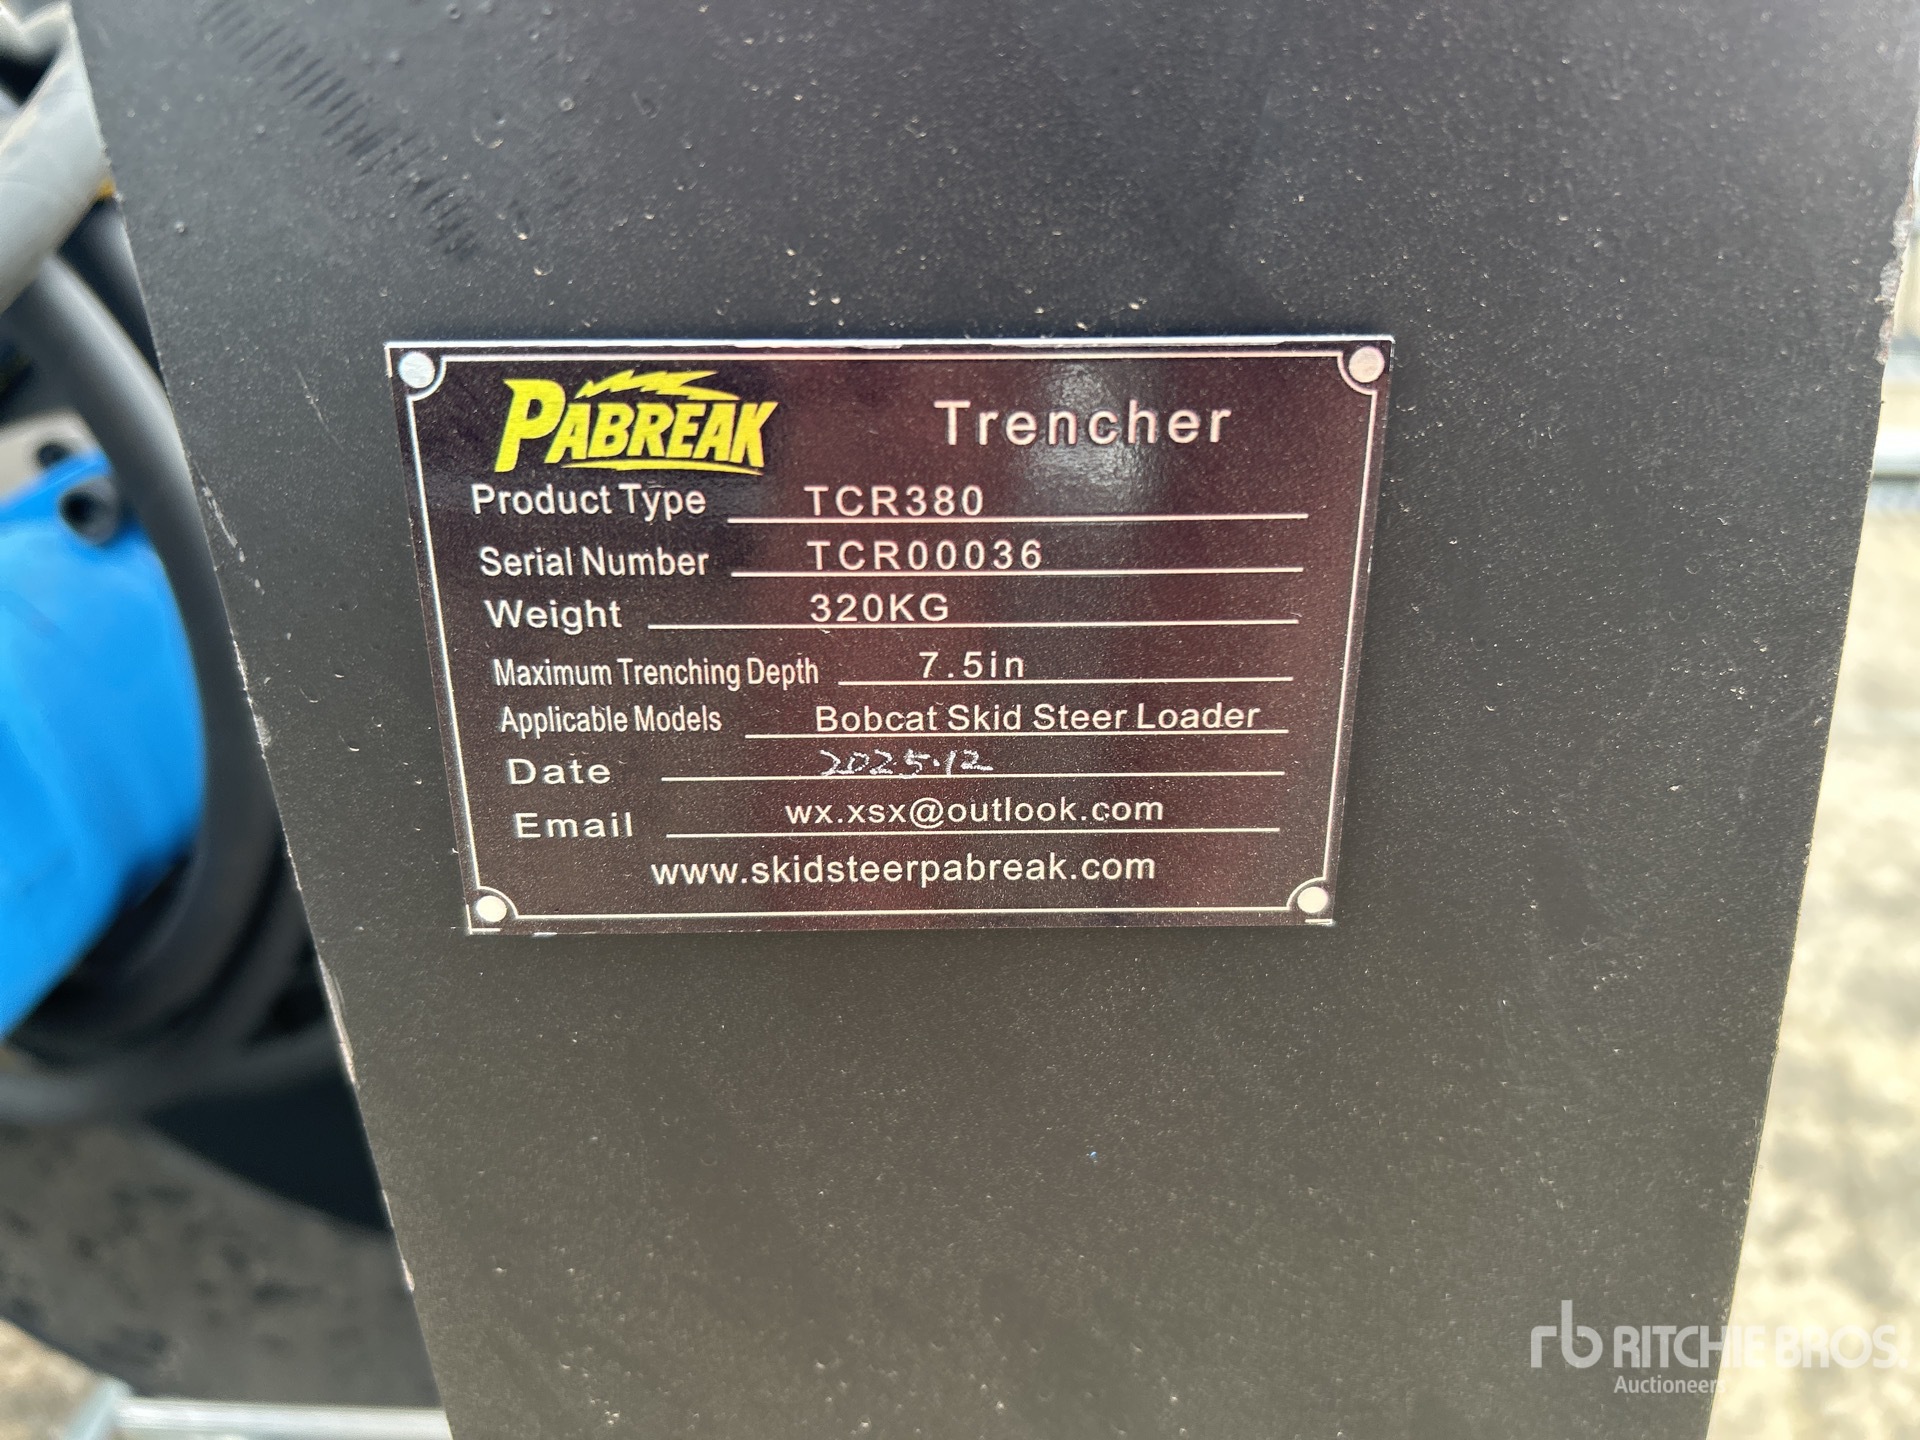 PABREAK Trencher
Product Type TCR380
Serial Number TCR00036
Weight 320KG
Maximum Trenching Depth 7.5in
Applicable Models Bobcat Skid Steer Loader
Date 2025.12
Email wx.xsx@outlook.com
www.skidsteerpabreak.com
rb RITCHIE BROS.
Auctioneers